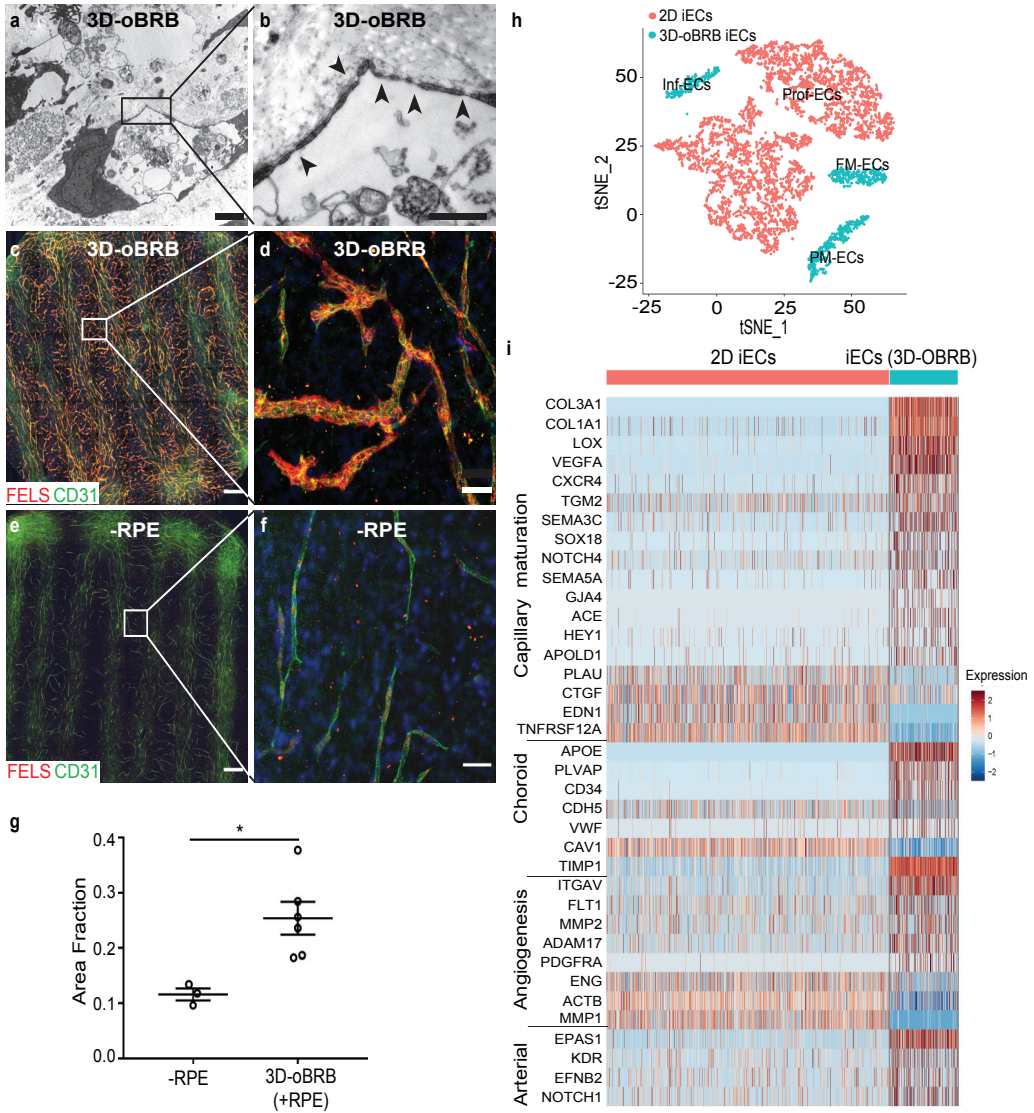 a
3D-oBRB
b
3D-oBRB
c
3D-oBRB
d
3D-oBRB
FELS CD31
e
-RPE
f
-RPE
FELS CD31
g
*
Area Fraction
0.4
0.3
0.2
0.1
0.0
-RPE
3D-oBRB
(+RPE)
h
2D iECs
3D-oBRB iECs
tSNE_2
50
25
0
-25
Inf-ECs
Prof-ECs
FM-ECs
PM-ECs
-25
0
25
50
tSNE_1
i
2D iECs
iECs (3D-OBRB)
Capillary maturation
COL3A1
COL1A1
LOX
VEGFA
CXCR4
TGM2
SEMA3C
SOX18
NOTCH4
SEMA5A
GJA4
ACE
HEY1
APOLD1
PLAU
CTGF
EDN1
TNFRSF12A
Choroid
APOE
PLVAP
CD34
CDH5
VWF
CAV1
TIMP1
Angiogenesis
ITGAV
FLT1
MMP2
ADAM17
PDGFRA
ENG
ACTB
MMP1
Arterial
EPAS1
KDR
EFNB2
NOTCH1
Expression
2
1
0
-1
-2